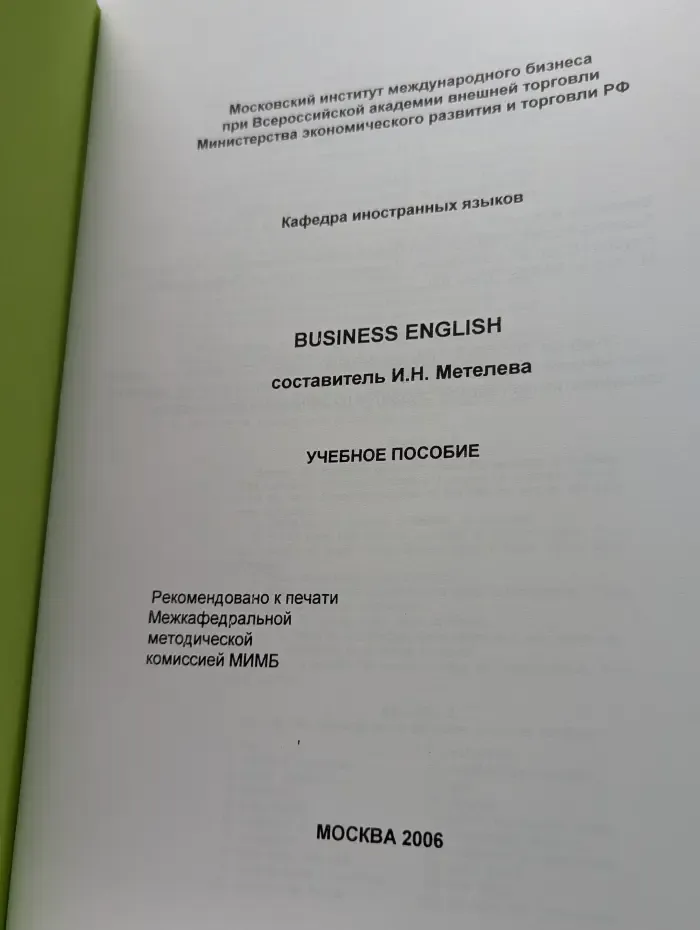 Московский институт международного бизнеса
при Всероссийской академии внешней торговли
Министерства экономического развития и торговли РФ
Кафедра иностранных языков
BUSINESS ENGLISH
составитель И.Н. Метелева
УЧЕБНОЕ ПОСОБИЕ
Рекомендовано к печати
Межкафедральной
методической
комиссией МИМБ
МОСКВА 2006